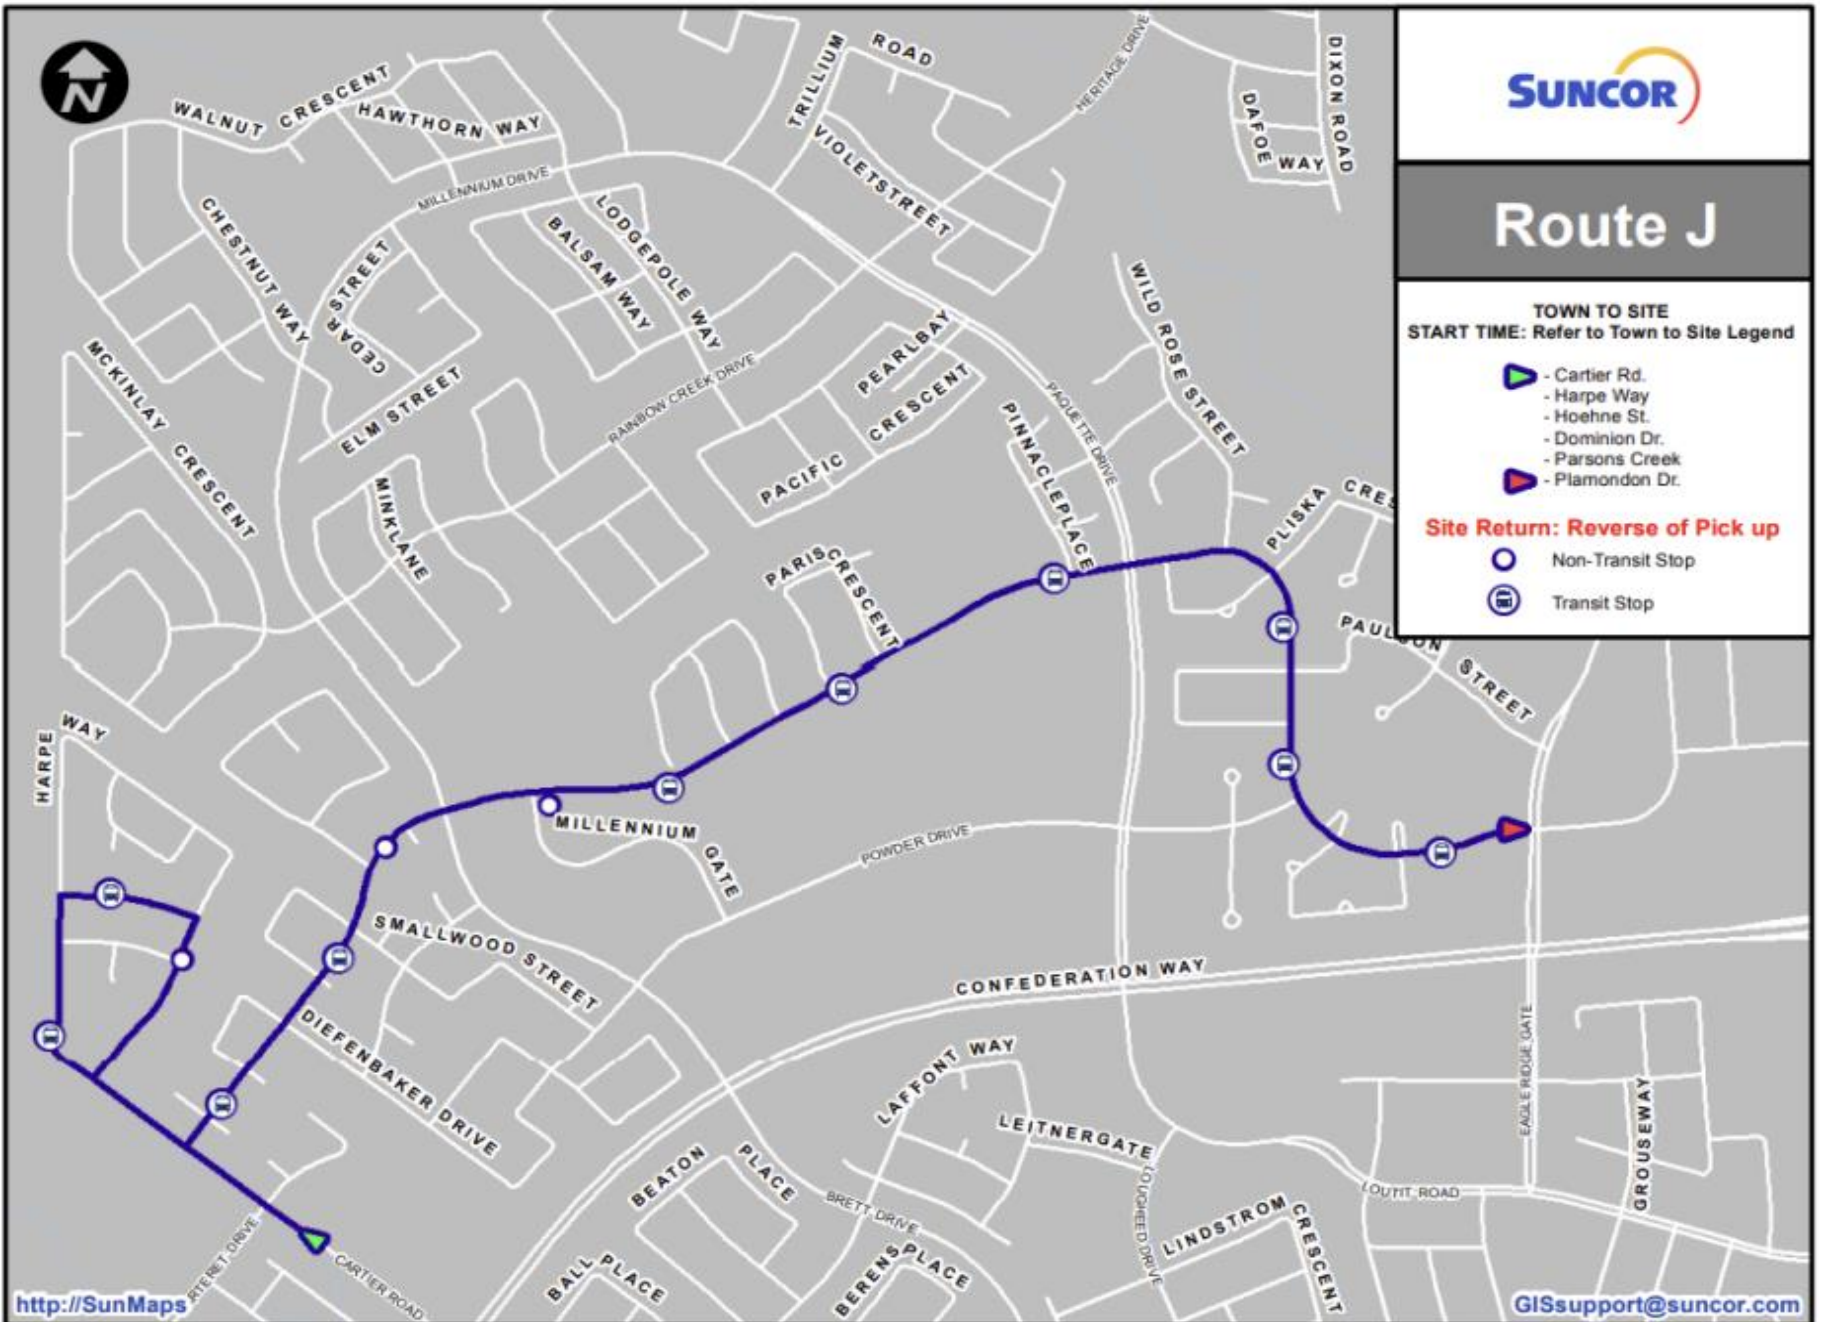 N
WALNUT CRESCENT
HAWTHORN WAY
MILLENNIUM DRIVE
TRILLIUM ROAD
VIOLETSTREET
HERITAGE DRIVE
DAFOE WAY
DIXON ROAD
SUNCOR
Route J
TOWN TO SITE
START TIME: Refer to Town to Site Legend
- Cartier Rd.
- Harpe Way
- Hoehne St.
- Dominion Dr.
- Parsons Creek
- Plamondon Dr.
Site Return: Reverse of Pick up
Non-Transit Stop
Transit Stop
CHESTNUT WAY
CEDAR STREET
BALSAM WAY
LODGEPOLE WAY
WILD ROSE STREET
MCKINLAY CRESCENT
ELM STREET
RAINBOW CREEK DRIVE
PEARLBAY
CRESCENT
PACIFIC
PINNACLEPLACE
PAQUETTE DRIVE
MINKLANE
PLISKA CRES
PARIS CRESCENT
PAULSON STREET
HARPE WAY
MILLENNIUM GATE
POWDER DRIVE
SMALLWOOD STREET
DIEFENBAKER DRIVE
CONFEDERATION WAY
LAFFONT WAY
LEITNERGATE
EAGLE RIDGE GATE
GROUSEWAY
BEATON PLACE
BRETT DRIVE
LOUGHEED DRIVE
LOUTIT ROAD
LINDSTROM CRESCENT
RTERET DRIVE
CARTIER ROAD
BALL PLACE
BERENS PLACE
http://SunMaps
GISsupport@suncor.com